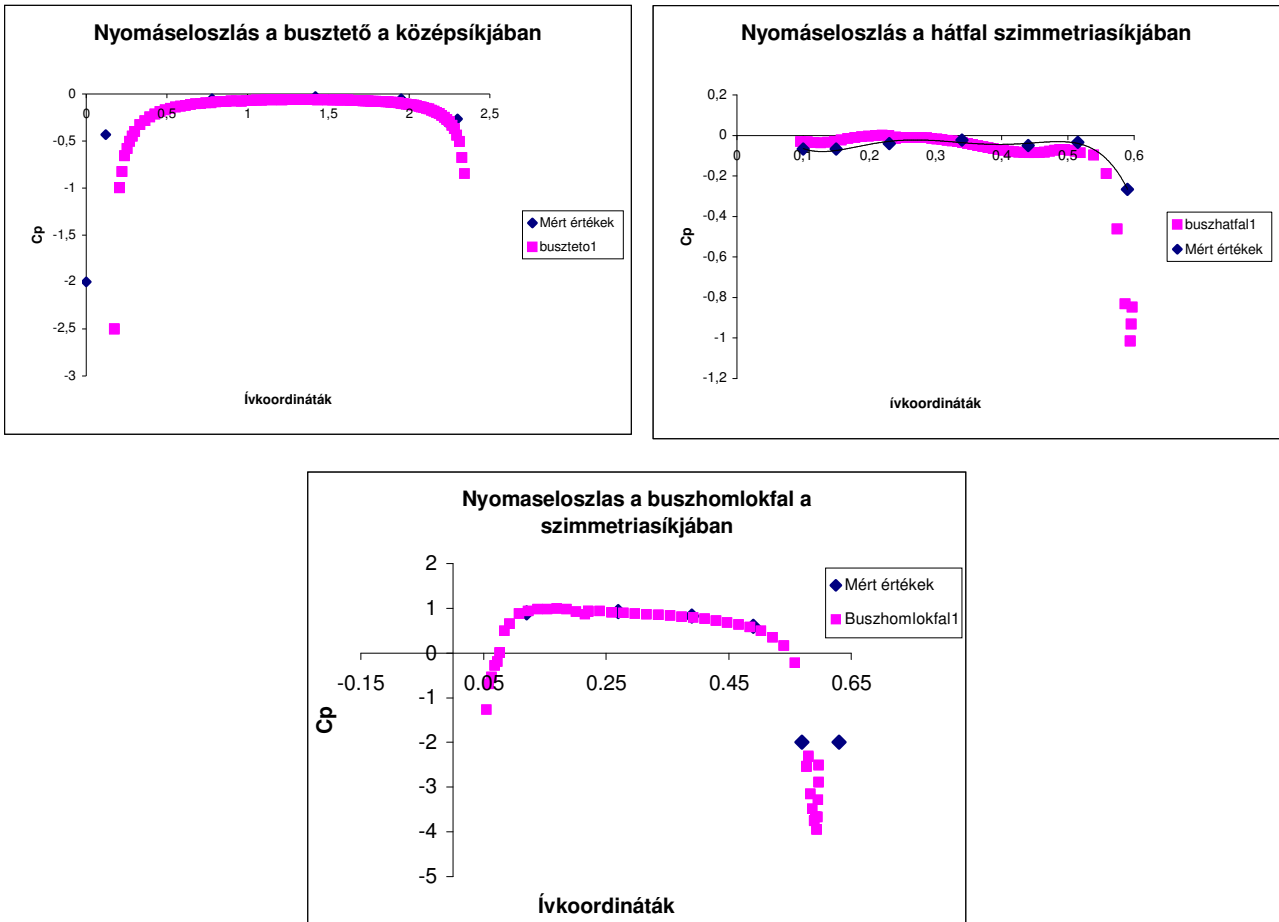 Nyomáseloszlás a busztető a középsíkjában
0
-0,5
-1
-1,5
-2
-2,5
-3
0
0,5
1
1,5
2
2,5
Cp
Ívkoordináták
Mért értékek
buszteto1
Nyomáseloszlás a hátfal szimmetriasíkjában
0,2
0
-0,2
-0,4
-0,6
-0,8
-1
-1,2
0
0,1
0,2
0,3
0,4
0,5
0,6
Cp
ívkoordináták
buszhatfal1
Mért értékek
Nyomaseloszlas a buszhomlokfal a
szimmetriasíkjában
2
1
0
-1
-2
-3
-4
-5
-0.15
0.05
0.25
0.45
0.65
Cp
Ívkoordináták
Mért értékek
Buszhomlokfal1